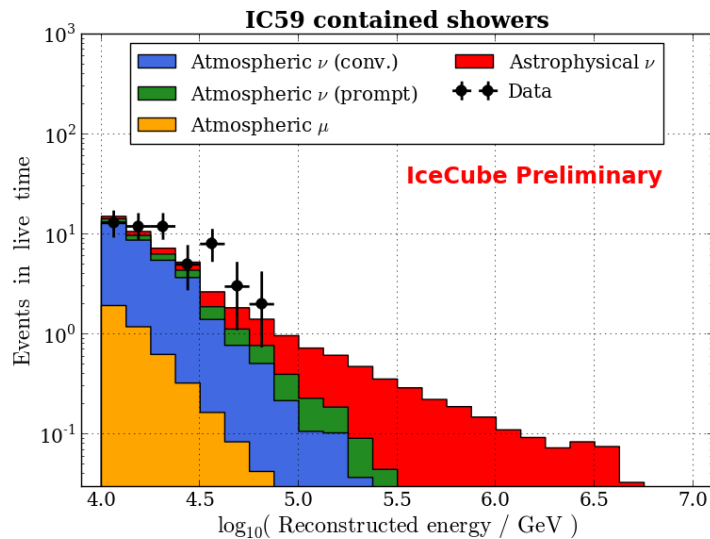 IC59 contained showers
Atmospheric ν (conv.)
Atmospheric ν (prompt)
Atmospheric μ
Astrophysical ν
Data
IceCube Preliminary
Events in live time
10³
10²
10¹
10⁰
10⁻¹
4.0 4.5 5.0 5.5 6.0 6.5 7.0
log₁₀( Reconstructed energy / GeV )